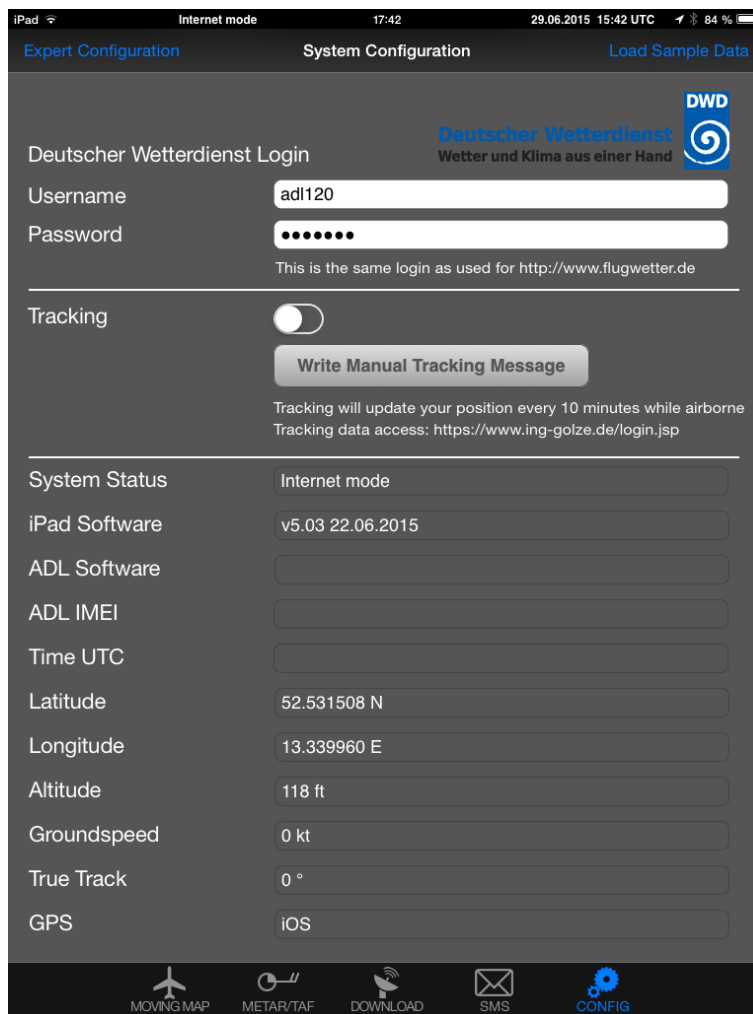 iPad Internet mode 17:42 29.06.2015 15:42 UTC 84 %
Expert Configuration System Configuration Load Sample Data
DWD
Deutscher Wetterdienst
Wetter und Klima aus einer Hand
Deutscher Wetterdienst Login
Username adl120
Password •••••••
This is the same login as used for http://www.flugwetter.de
Tracking
Write Manual Tracking Message
Tracking will update your position every 10 minutes while airborne
Tracking data access: https://www.ing-golze.de/login.jsp
System Status Internet mode
iPad Software v5.03 22.06.2015
ADL Software
ADL IMEI
Time UTC
Latitude 52.531508 N
Longitude 13.339960 E
Altitude 118 ft
Groundspeed 0 kt
True Track 0 °
GPS iOS
MOVING MAP METAR/TAF DOWNLOAD SMS CONFIG